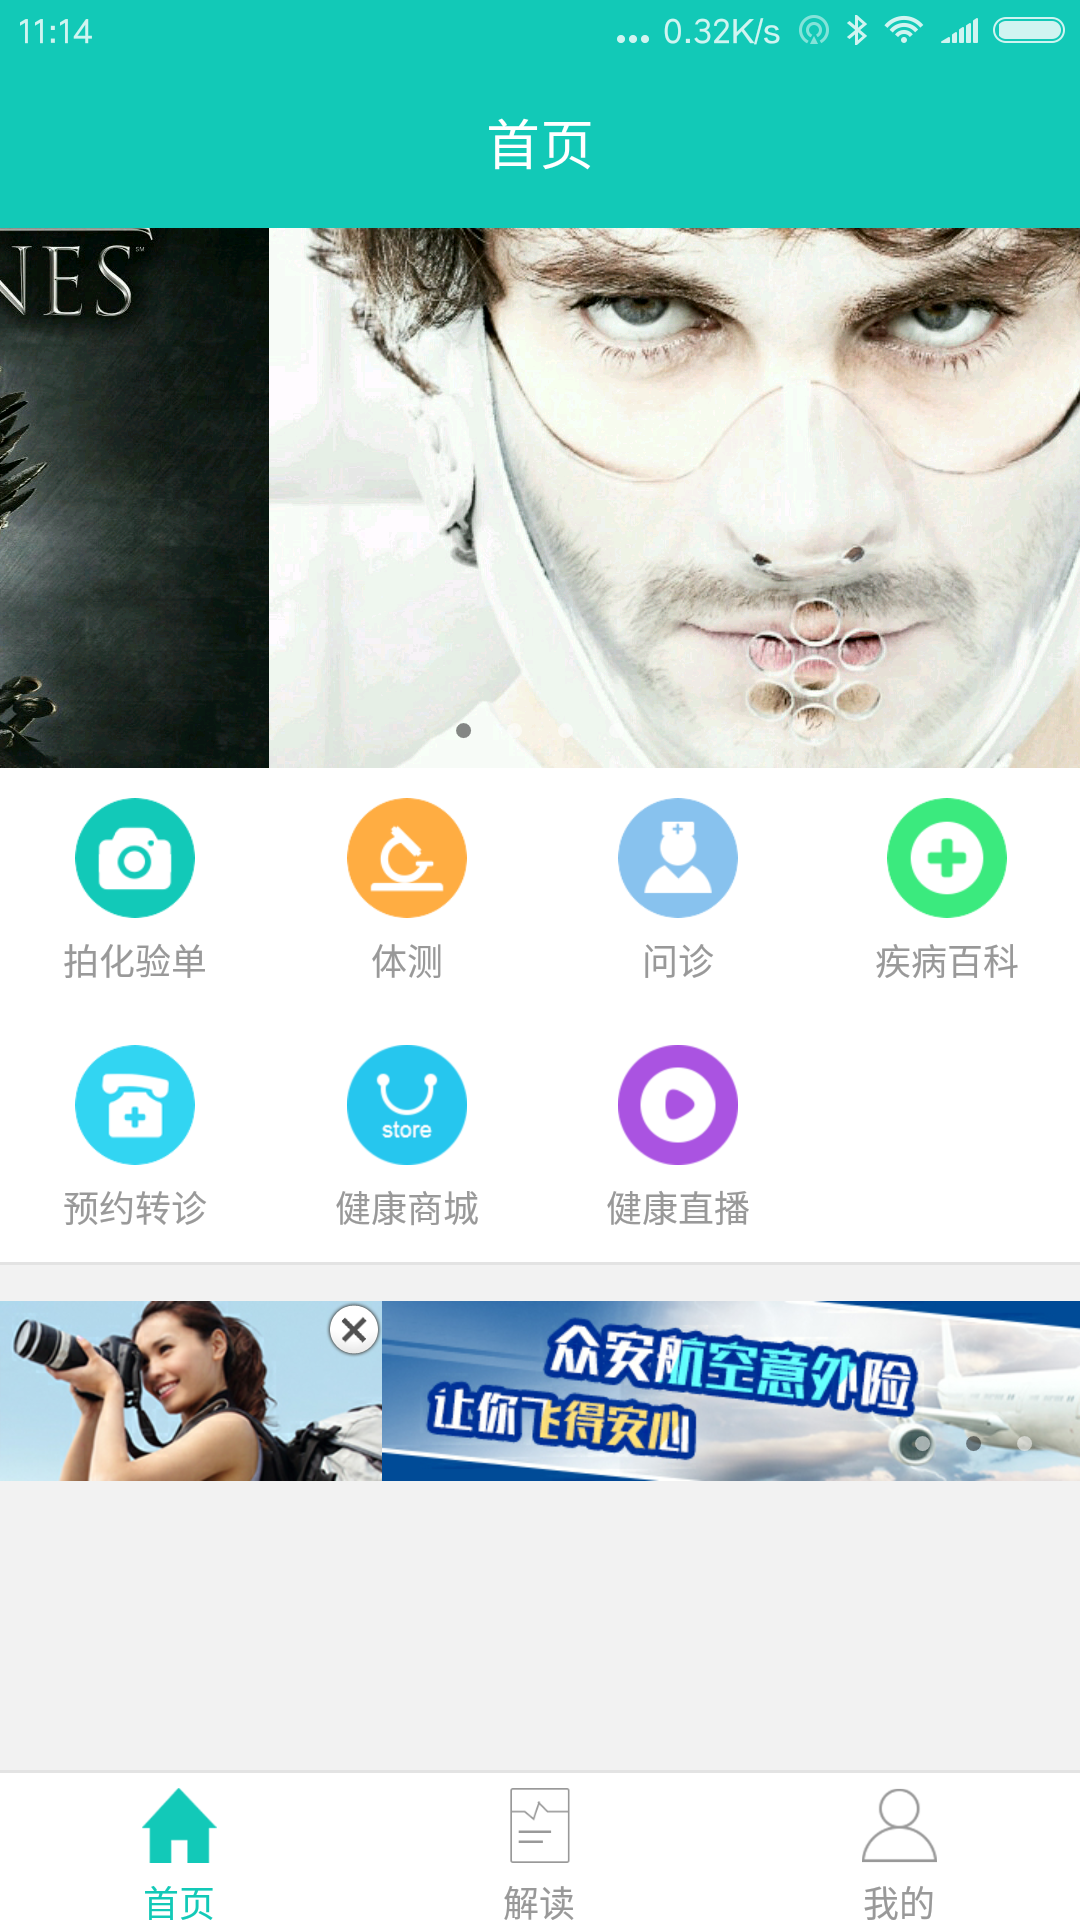 11:14
... 0.32K/s
首页
NES
SM
拍化验单
体测
问诊
疾病百科
store
预约转诊
健康商城
健康直播
众安航空意外险
让你飞得安心
首页
解读
我的